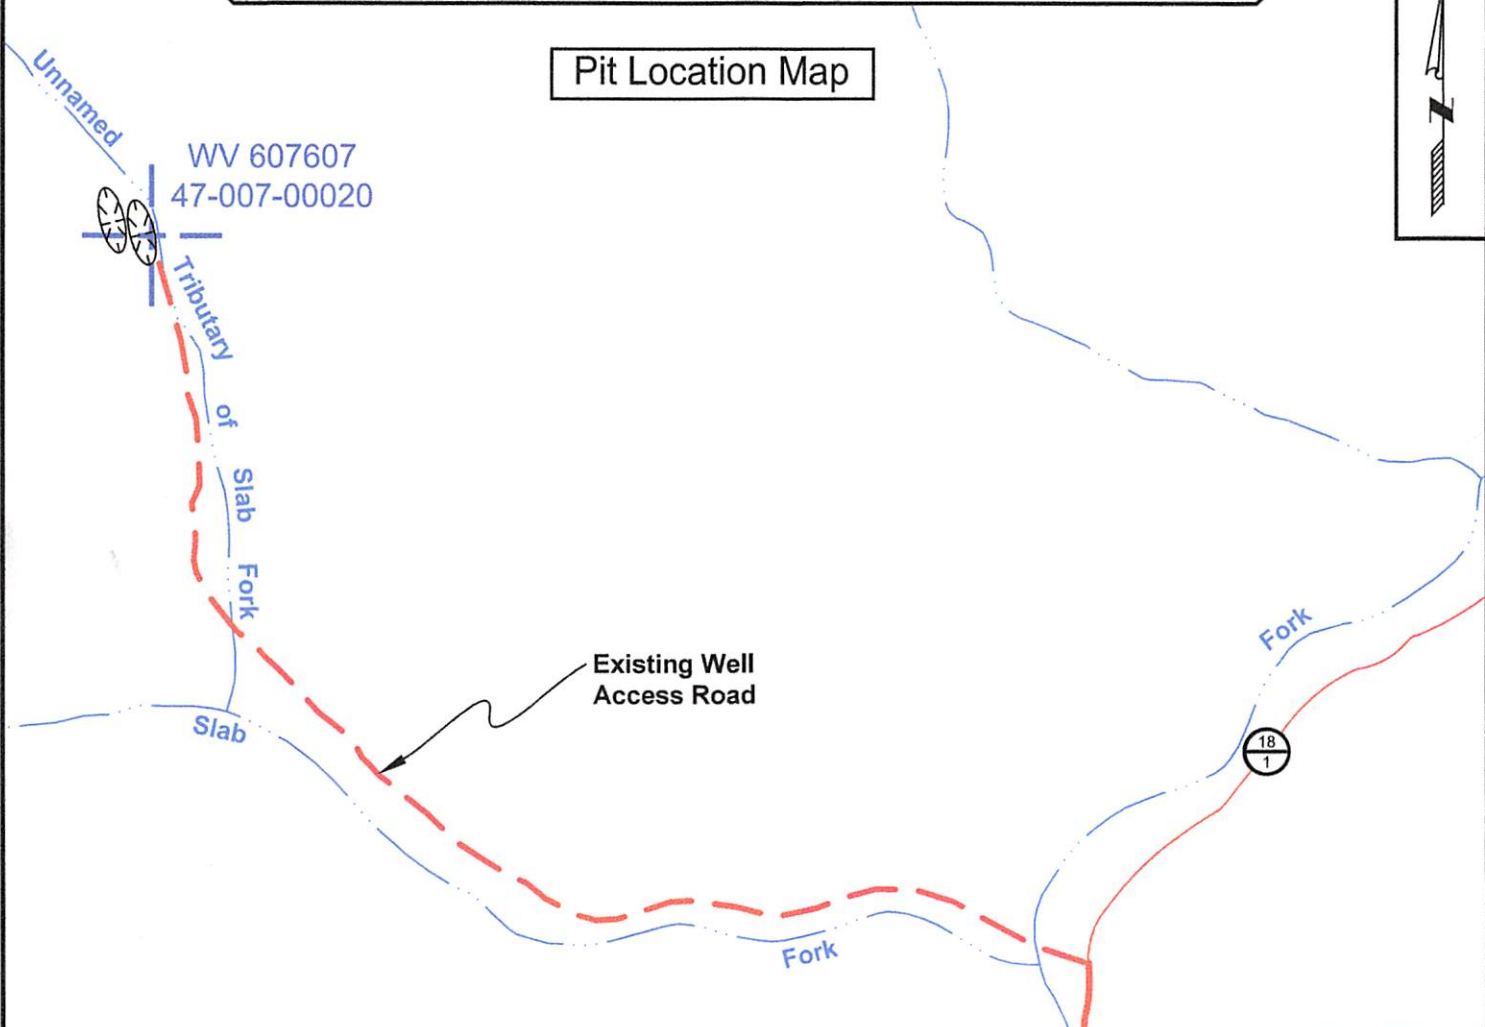 Pit Location Map
N
Unnamed
WV 607607
47-007-00020
Tributary
of
Slab
Fork
Existing Well
Access Road
Slab
Fork
Fork
18
1